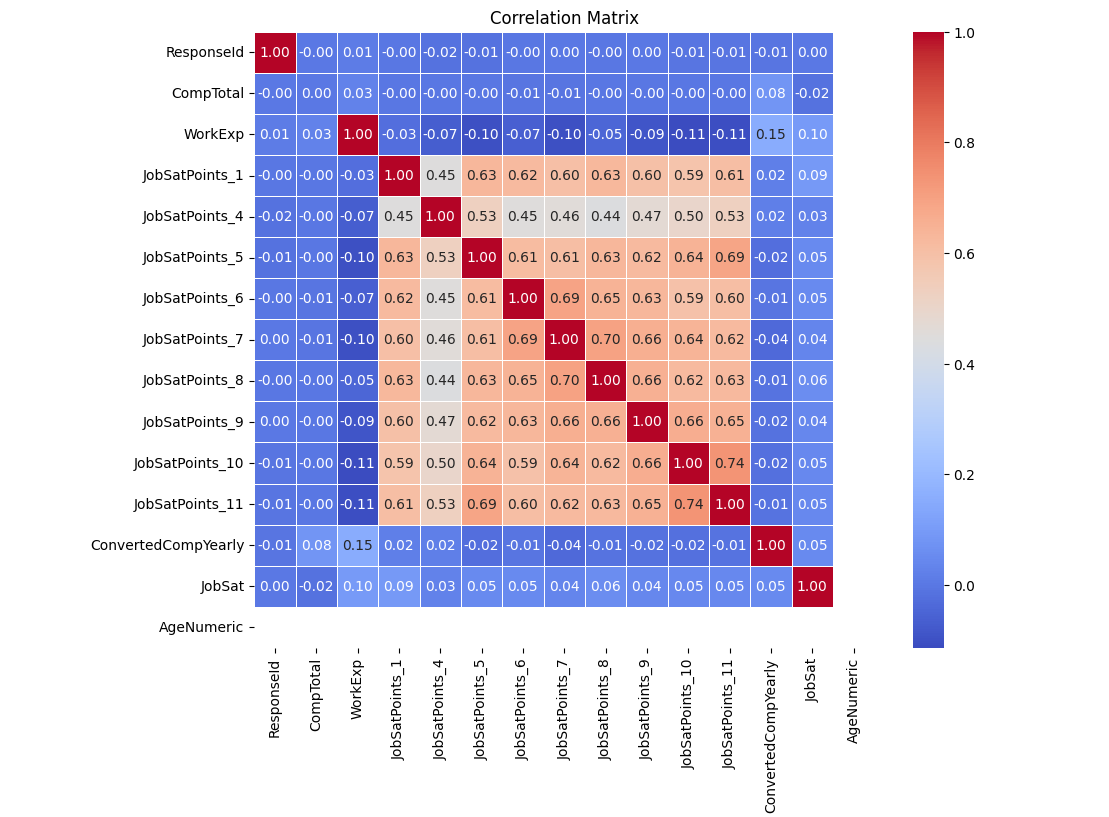 Correlation Matrix
ResponseId 1.00 -0.00 0.01 -0.00 -0.02 -0.01 -0.00 0.00 -0.00 0.00 -0.01 -0.01 -0.01 0.00
CompTotal -0.00 0.00 0.03 -0.00 -0.00 -0.00 -0.01 -0.01 -0.00 -0.00 -0.00 -0.00 0.08 -0.02
WorkExp 0.01 0.03 1.00 -0.03 -0.07 -0.10 -0.07 -0.10 -0.05 -0.09 -0.11 -0.11 0.15 0.10
JobSatPoints_1 -0.00 -0.00 -0.03 1.00 0.45 0.63 0.62 0.60 0.63 0.60 0.59 0.61 0.02 0.09
JobSatPoints_4 -0.02 -0.00 -0.07 0.45 1.00 0.53 0.45 0.46 0.44 0.47 0.50 0.53 0.02 0.03
JobSatPoints_5 -0.01 -0.00 -0.10 0.63 0.53 1.00 0.61 0.61 0.63 0.62 0.64 0.69 -0.02 0.05
JobSatPoints_6 -0.00 -0.01 -0.07 0.62 0.45 0.61 1.00 0.69 0.65 0.63 0.59 0.60 -0.01 0.05
JobSatPoints_7 0.00 -0.01 -0.10 0.60 0.46 0.61 0.69 1.00 0.70 0.66 0.64 0.62 -0.04 0.04
JobSatPoints_8 -0.00 -0.00 -0.05 0.63 0.44 0.63 0.65 0.70 1.00 0.66 0.62 0.63 -0.01 0.06
JobSatPoints_9 0.00 -0.00 -0.09 0.60 0.47 0.62 0.63 0.66 0.66 1.00 0.66 0.65 -0.02 0.04
JobSatPoints_10 -0.01 -0.00 -0.11 0.59 0.50 0.64 0.59 0.64 0.62 0.66 1.00 0.74 -0.02 0.05
JobSatPoints_11 -0.01 -0.00 -0.11 0.61 0.53 0.69 0.60 0.62 0.63 0.65 0.74 1.00 -0.01 0.05
ConvertedCompYearly -0.01 0.08 0.15 0.02 0.02 -0.02 -0.01 -0.04 -0.01 -0.02 -0.02 -0.01 1.00 0.05
JobSat 0.00 -0.02 0.10 0.09 0.03 0.05 0.05 0.04 0.06 0.04 0.05 0.05 0.05 1.00
AgeNumeric
ResponseId
CompTotal
WorkExp
JobSatPoints_1
JobSatPoints_4
JobSatPoints_5
JobSatPoints_6
JobSatPoints_7
JobSatPoints_8
JobSatPoints_9
JobSatPoints_10
JobSatPoints_11
ConvertedCompYearly
JobSat
AgeNumeric
1.0
0.8
0.6
0.4
0.2
0.0